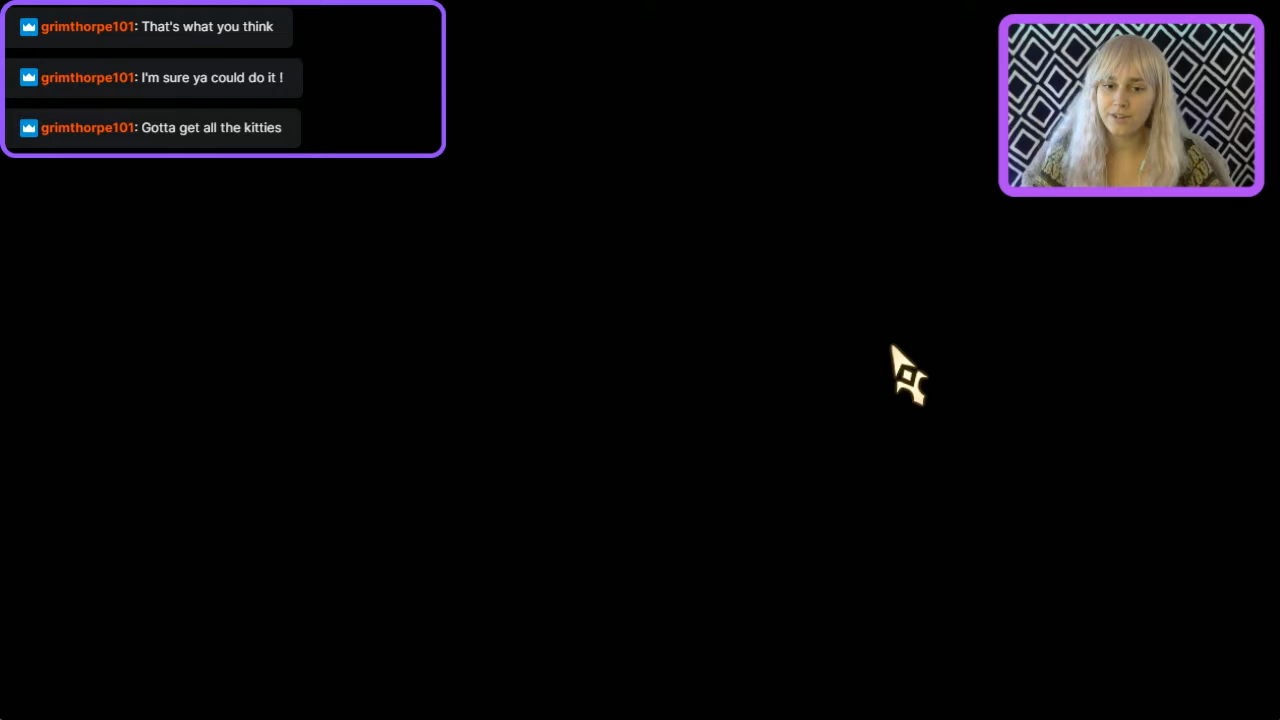 grimthorpe101: That's what you think
grimthorpe101: I'm sure ya could do it !
grimthorpe101: Gotta get all the kitties